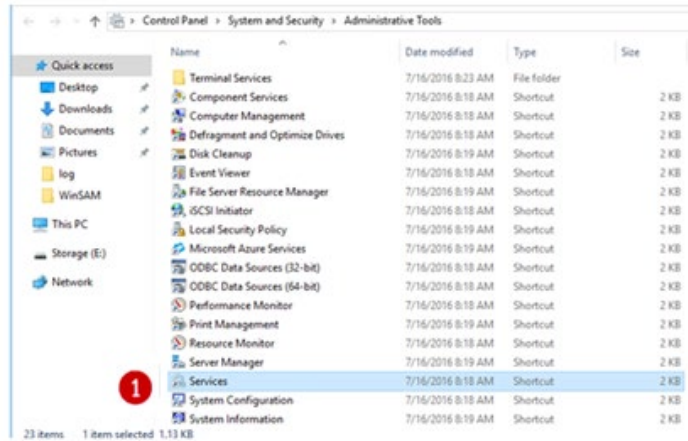 Control Panel > System and Security > Administrative Tools
Name Date modified Type Size
Quick access
Desktop
Downloads
Documents
Pictures
log
WinSAM
This PC
Storage (E:)
Network
Terminal Services 7/16/2016 8:23 AM File folder
Component Services 7/16/2016 8:18 AM Shortcut 2 KB
Computer Management 7/16/2016 8:18 AM Shortcut 2 KB
Defragment and Optimize Drives 7/16/2016 8:18 AM Shortcut 2 KB
Disk Cleanup 7/16/2016 8:19 AM Shortcut 2 KB
Event Viewer 7/16/2016 8:18 AM Shortcut 2 KB
File Server Resource Manager 7/16/2016 8:19 AM Shortcut 2 KB
iSCSI Initiator 7/16/2016 8:18 AM Shortcut 2 KB
Local Security Policy 7/16/2016 8:19 AM Shortcut 2 KB
Microsoft Azure Services 7/16/2016 8:19 AM Shortcut 2 KB
ODBC Data Sources (32-bit) 7/16/2016 8:18 AM Shortcut 2 KB
ODBC Data Sources (64-bit) 7/16/2016 8:18 AM Shortcut 2 KB
Performance Monitor 7/16/2016 8:18 AM Shortcut 2 KB
Print Management 7/16/2016 8:19 AM Shortcut 2 KB
Resource Monitor 7/16/2016 8:18 AM Shortcut 2 KB
Server Manager 7/16/2016 8:19 AM Shortcut 2 KB
1 Services 7/16/2016 8:18 AM Shortcut 2 KB
System Configuration 7/16/2016 8:18 AM Shortcut 2 KB
System Information 7/16/2016 8:19 AM Shortcut 2 KB
23 items 1 item selected 1.13 KB